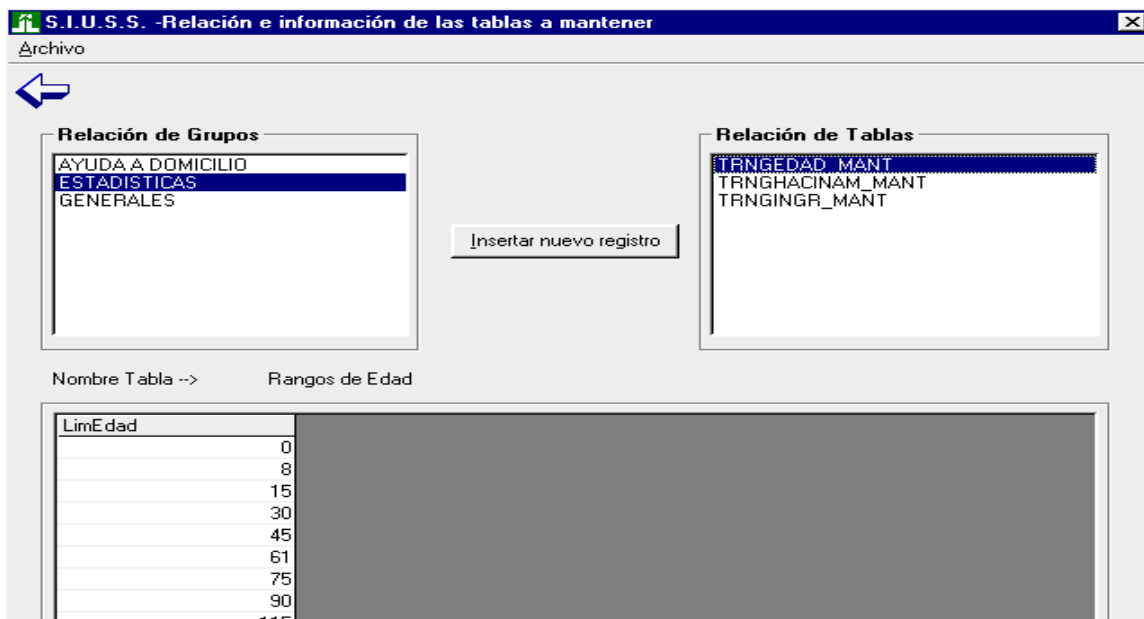 S.I.U.S.S. -Relación e información de las tablas a mantener
Archivo
Relación de Grupos
AYUDA A DOMICILIO
ESTADISTICAS
GENERALES
Insertar nuevo registro
Relación de Tablas
TRNGEDAD_MANT
TRNGHACINAM_MANT
TRNGINGR_MANT
Nombre Tabla --> Rangos de Edad
LimEdad
0
8
15
30
45
61
75
90
115